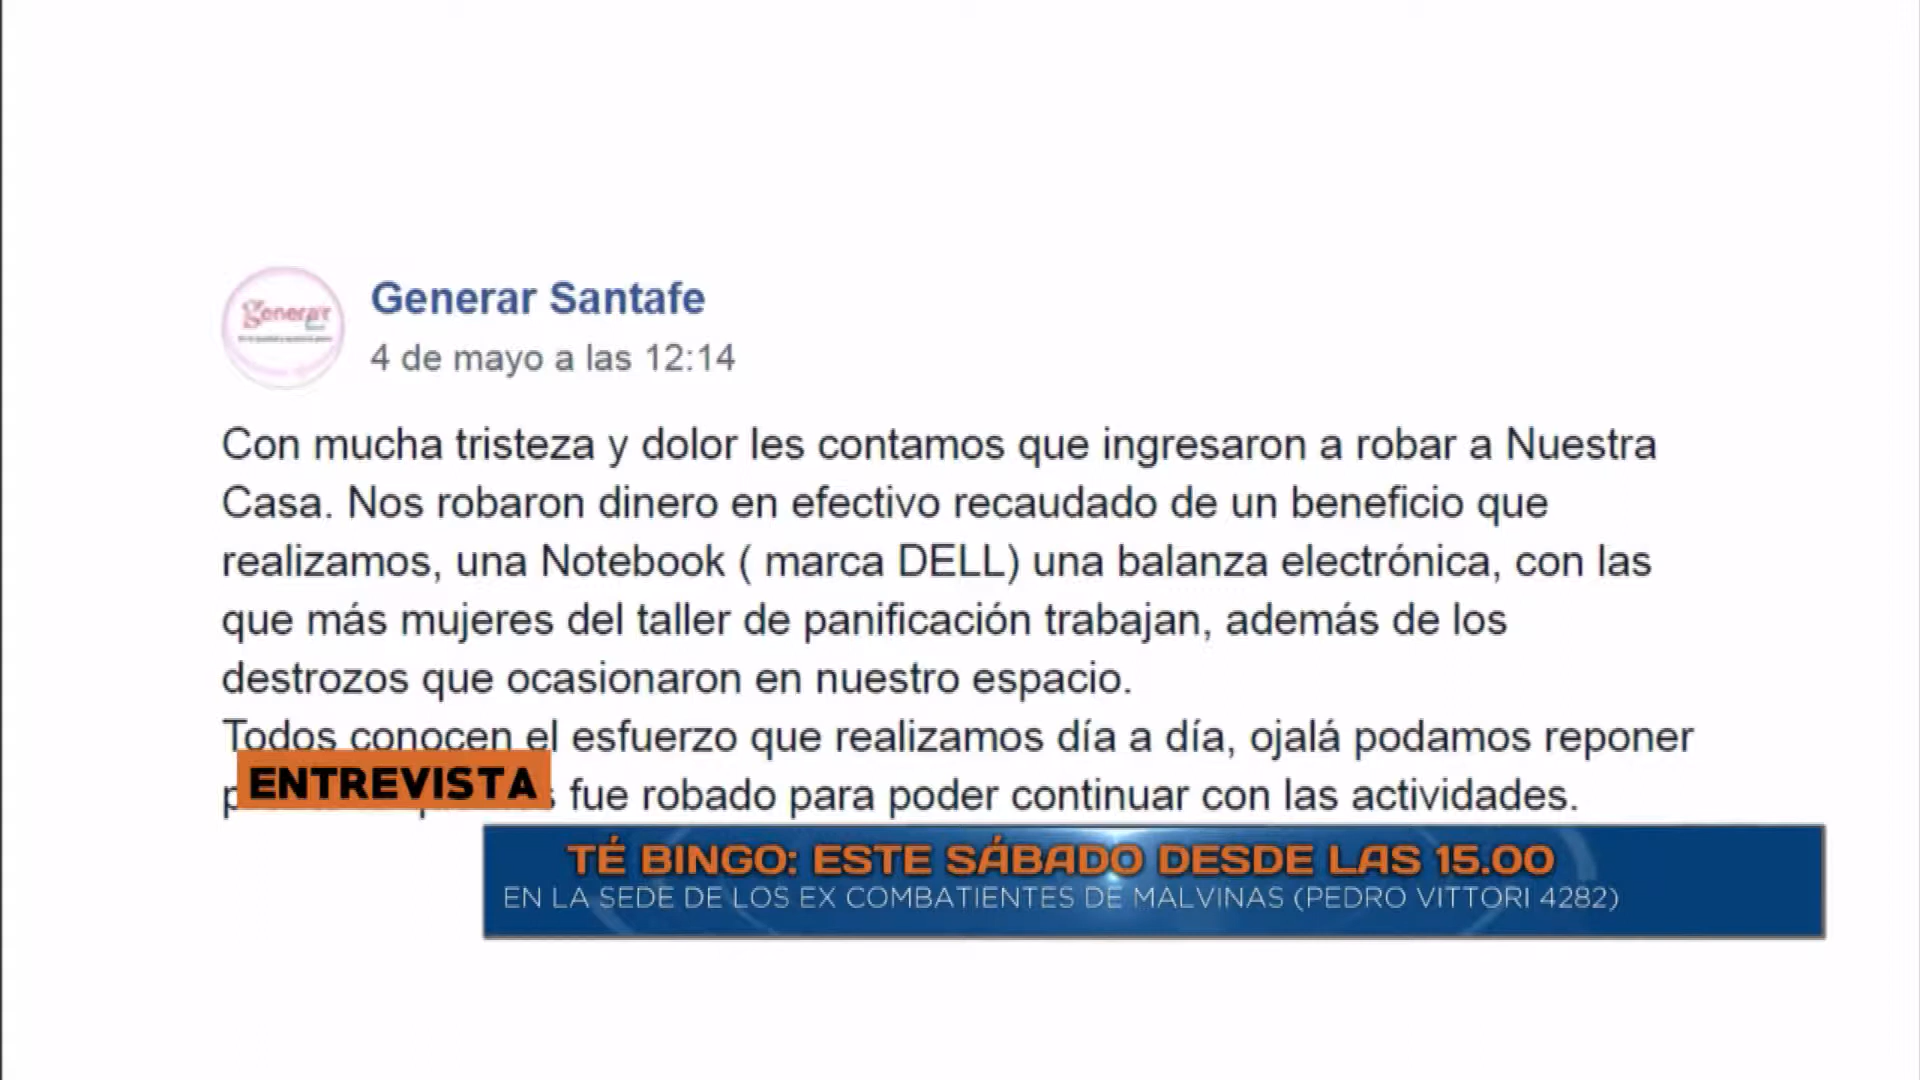 generar
Generar Santafe
4 de mayo a las 12:14
Con mucha tristeza y dolor les contamos que ingresaron a robar a Nuestra
Casa. Nos robaron dinero en efectivo recaudado de un beneficio que
realizamos, una Notebook ( marca DELL) una balanza electrónica, con las
que más mujeres del taller de panificación trabajan, además de los
destrozos que ocasionaron en nuestro espacio.
Todos conocen el esfuerzo que realizamos día a día, ojalá podamos reponer
fue robado para poder continuar con las actividades.
ENTREVISTA
TÉ BINGO: ESTE SÁBADO DESDE LAS 15.00
EN LA SEDE DE LOS EX COMBATIENTES DE MALVINAS (PEDRO VITTORI 4282)